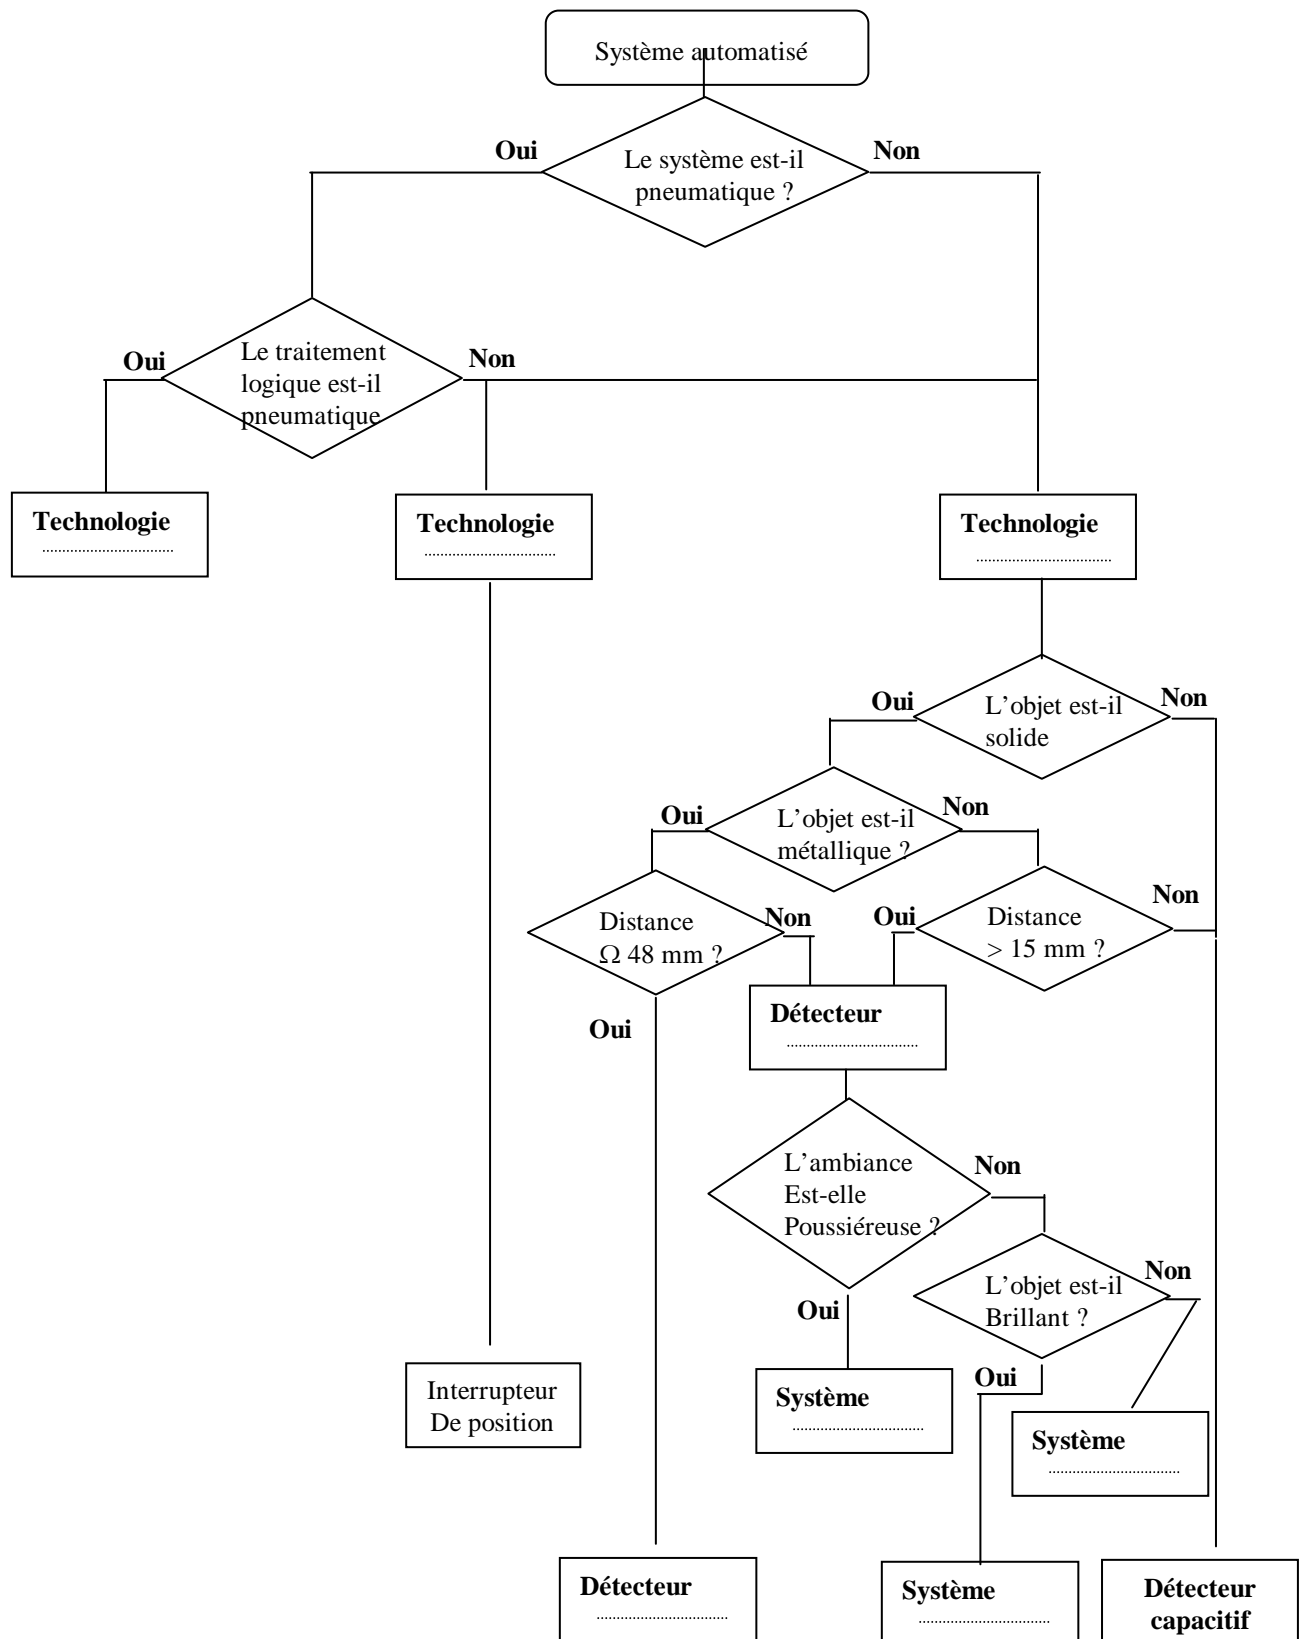 Système automatisé
Oui
Non
Le système est-il
pneumatique ?
Oui
Le traitement
logique est-il
pneumatique
Non
Technologie
................................
Technologie
................................
Technologie
................................
Oui
L’objet est-il
solide
Non
Oui
L’objet est-il
métallique ?
Non
Distance
Ω 48 mm ?
Non
Oui
Distance
> 15 mm ?
Non
Oui
Détecteur
................................
L’ambiance
Est-elle
Poussiéreuse ?
Non
Oui
L’objet est-il
Brillant ?
Non
Oui
Interrupteur
De position
Système
................................
Système
................................
Détecteur
................................
Système
................................
Détecteur
capacitif